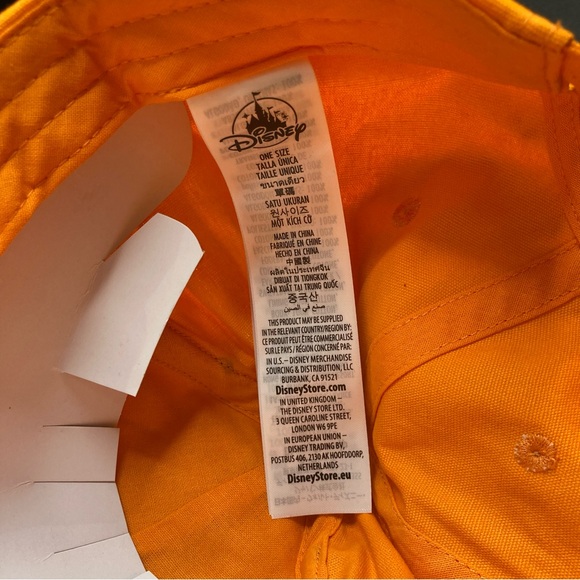 Disney
ONE SIZE
TALLA ÚNICA
TAILLE UNIQUE
ขนาดเดียว
單碼
SATU UKURAN
원사이즈
MỘT KÍCH CỠ
MADE IN CHINA
FABRIQUÉ EN CHINE
HECHO EN CHINA
中國製
ผลิตในประเทศจีน
DIBUAT DI TIONGKOK
SẢN XUẤT TẠI TRUNG QUỐC
중국산
صنع في الصين
THIS PRODUCT MAY BE SUPPLIED
IN THE RELEVANT COUNTRY/REGION BY:
CE PRODUIT PEUT ÊTRE COMMERCIALISÉ
SUR LE PAYS / RÉGION CONCERNÉ PAR:
IN U.S. – DISNEY MERCHANDISE
SOURCING & DISTRIBUTION, LLC
BURBANK, CA 91521
DisneyStore.com
IN UNITED KINGDOM –
THE DISNEY STORE LTD.
3 QUEEN CAROLINE STREET,
LONDON W6 9PE
IN EUROPEAN UNION –
DISNEY TRADING BV,
POSTBUS 406, 2130 AK HOOFDDORP,
NETHERLANDS
DisneyStore.eu